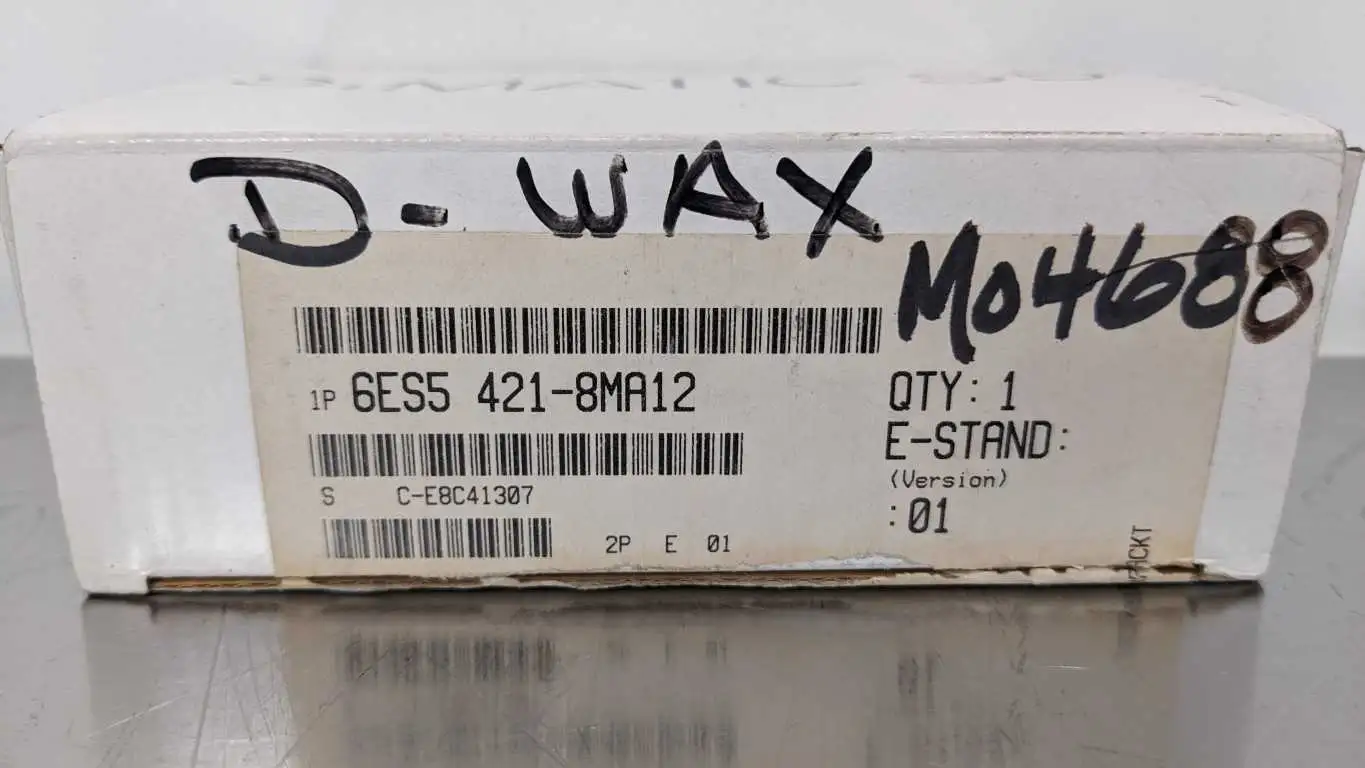 D-WAX
M04688
1P 6ES5 421-8MA12
QTY: 1
E-STAND:
(Version)
:01
S C-E8C41307
2P E 01